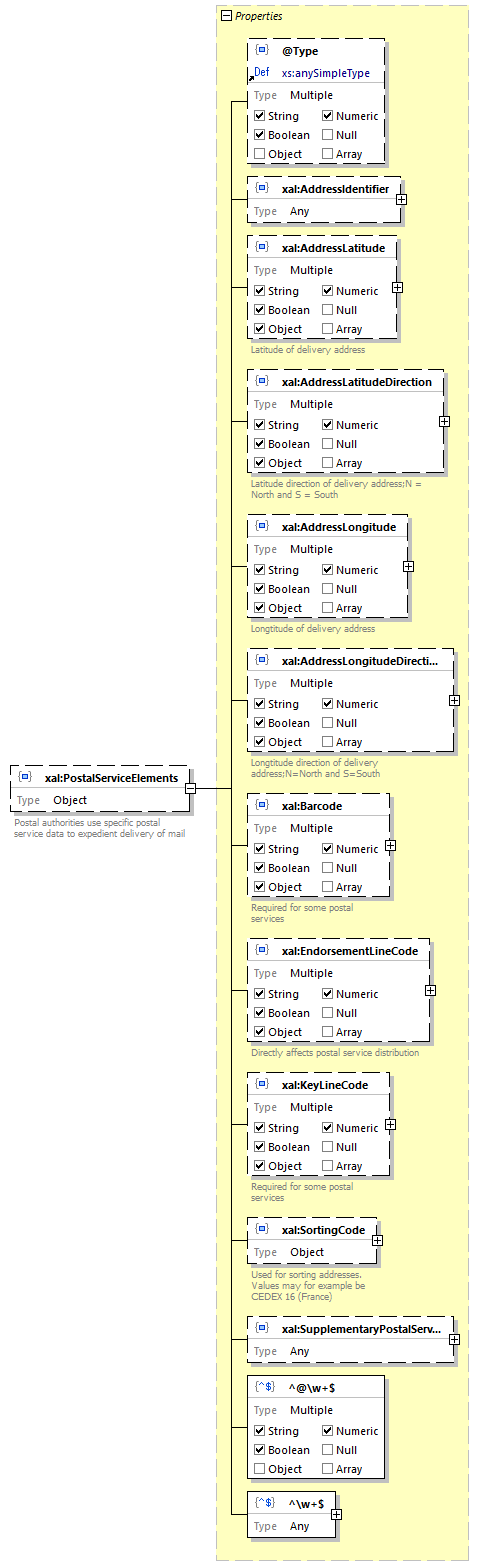 Properties
@Type
Def xs:anySimpleType
Type Multiple
String Numeric
Boolean Null
Object Array
xal:AddressIdentifier
Type Any
xal:AddressLatitude
Type Multiple
String Numeric
Boolean Null
Object Array
Latitude of delivery address
xal:AddressLatitudeDirection
Type Multiple
String Numeric
Boolean Null
Object Array
Latitude direction of delivery address;N =
North and S = South
xal:AddressLongitude
Type Multiple
String Numeric
Boolean Null
Object Array
Longtitude of delivery address
xal:AddressLongitudeDirecti...
Type Multiple
String Numeric
Boolean Null
Object Array
Longtitude direction of delivery
address;N=North and S=South
xal:PostalServiceElements
Type Object
Postal authorities use specific postal
service data to expedient delivery of mail
xal:Barcode
Type Multiple
String Numeric
Boolean Null
Object Array
Required for some postal
services
xal:EndorsementLineCode
Type Multiple
String Numeric
Boolean Null
Object Array
Directly affects postal service distribution
xal:KeyLineCode
Type Multiple
String Numeric
Boolean Null
Object Array
Required for some postal
services
xal:SortingCode
Type Object
Used for sorting addresses.
Values may for example be
CEDEX 16 (France)
xal:SupplementaryPostalServ...
Type Any
{^$} ^@\w+$
Type Multiple
String Numeric
Boolean Null
Object Array
{^$} ^\w+$
Type Any